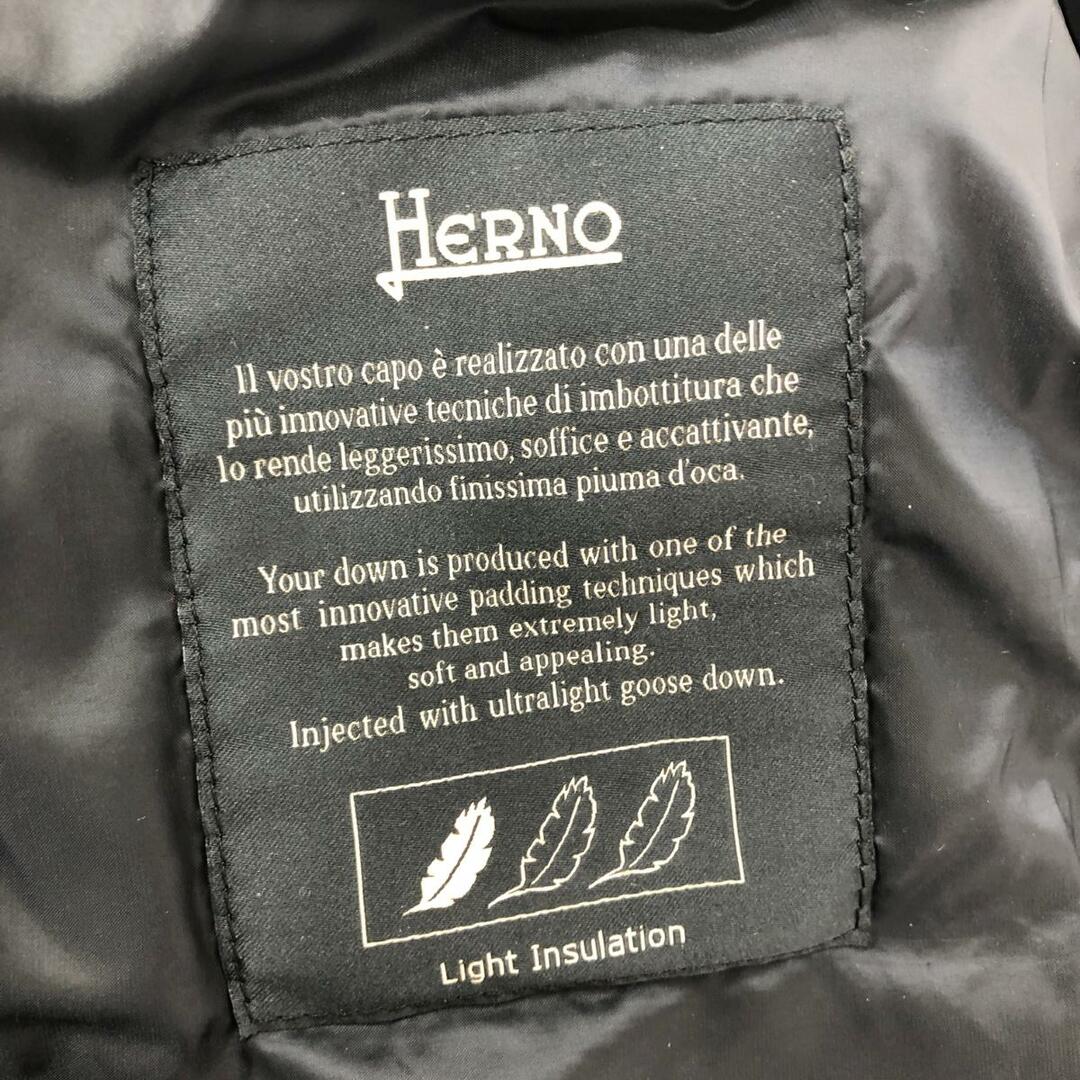 HERNO
Il vostro capo è realizzato con una delle
più innovative tecniche di imbottitura che
lo rende leggerissimo, soffice e accattivante,
utilizzando finissima piuma d'oca.
Your down is produced with one of the
most innovative padding techniques which
makes them extremely light,
soft and appealing.
Injected with ultralight goose down.
Light Insulation